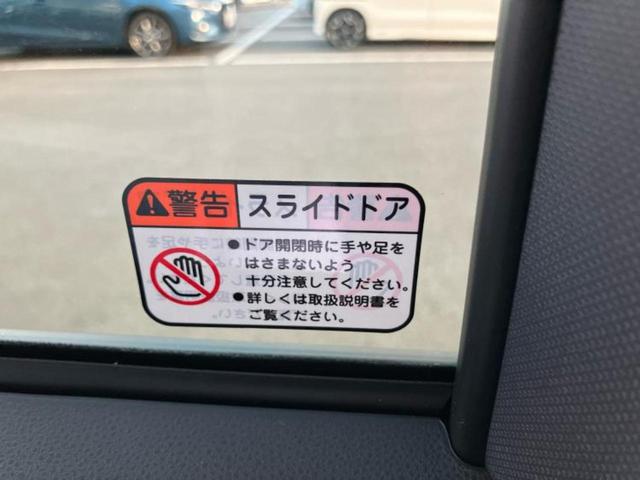 警告 スライドドア
●ドア開閉時に手や足を
はさまないよう
十分注意してください。
●詳しくは取扱説明書を
ご覧ください。